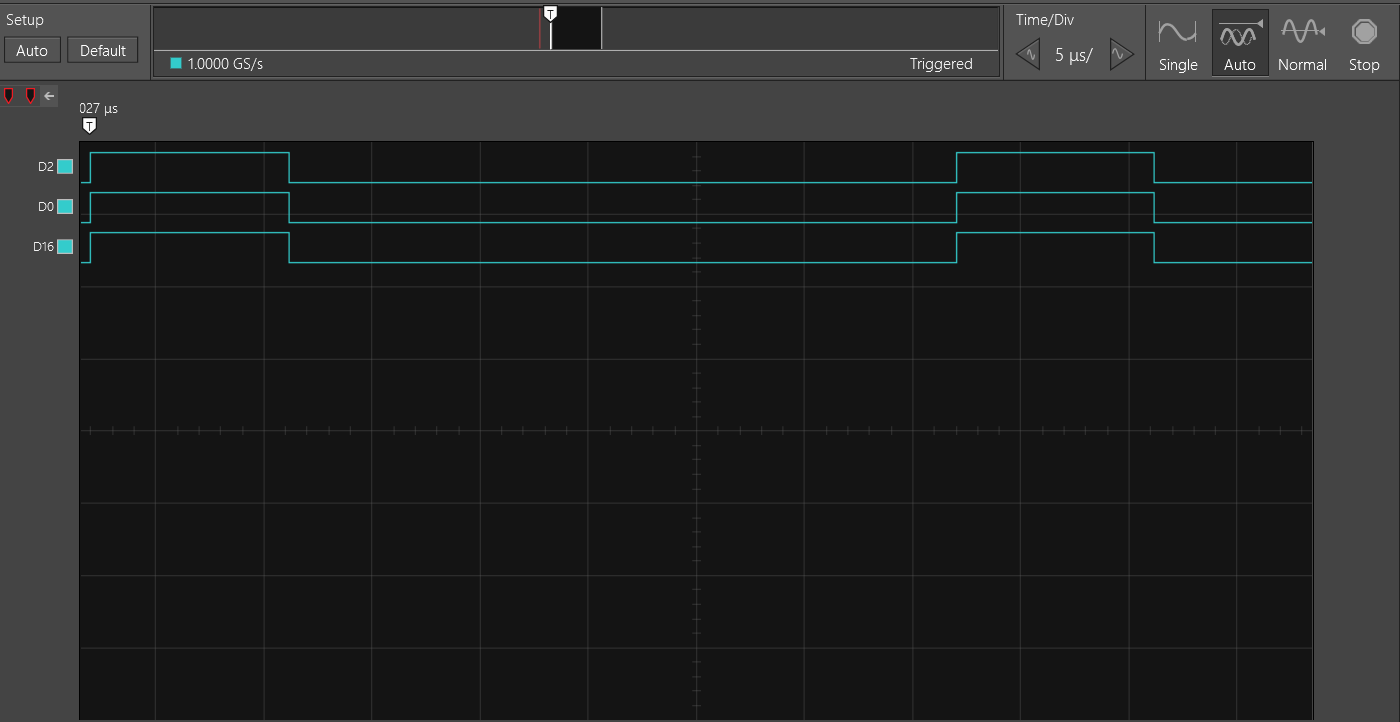 Setup
Auto
Default
T
1.0000 GS/s
Triggered
Time/Div
5 µs/
Single
Auto
Normal
Stop
027 µs
T
D2
D0
D16